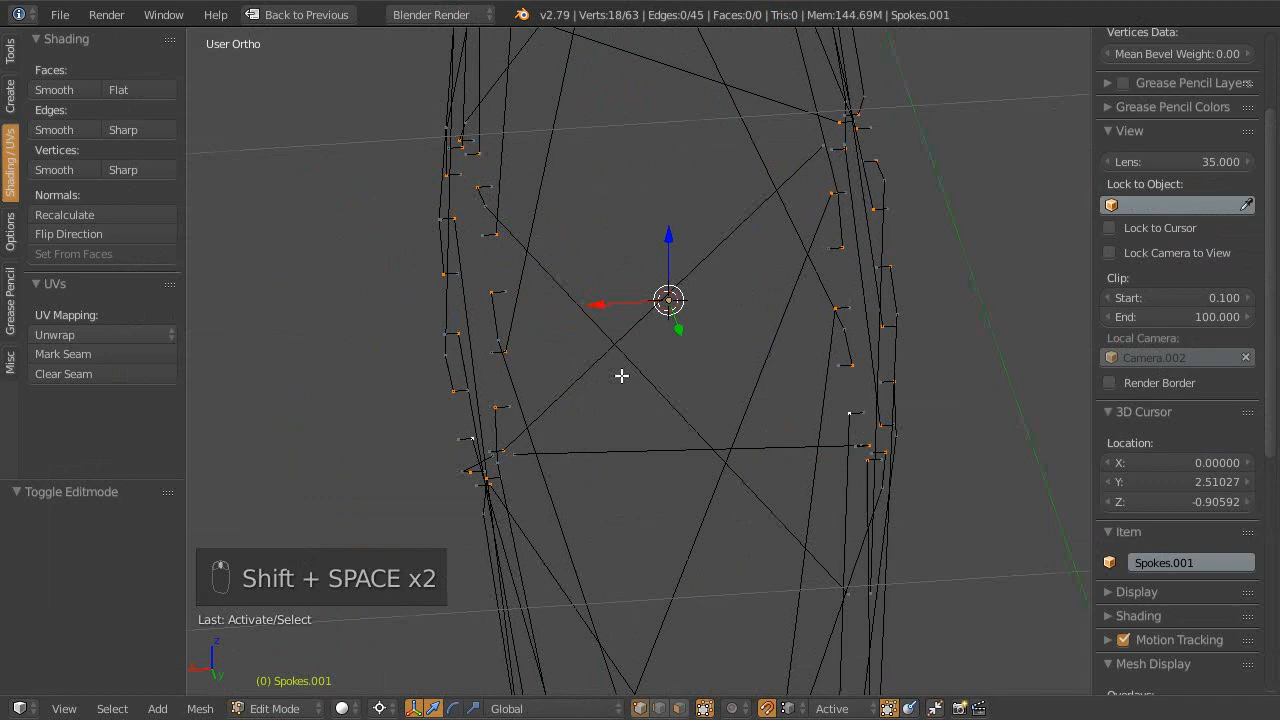 File Render Window Help Back to Previous Blender Render v2.79 | Verts:18/63 | Edges:0/45 | Faces:0/0 | Tris:0 | Mem:144.69M | Spokes.001
Tools
Create
Shading / UVs
Options
Grease Pencil
Misc
Shading
Faces:
Smooth Flat
Edges:
Smooth Sharp
Vertices:
Smooth Sharp
Normals:
Recalculate
Flip Direction
Set From Faces
UVs
UV Mapping:
Unwrap
Mark Seam
Clear Seam
Toggle Editmode
User Ortho
Shift + SPACE x2
Last: Activate/Select
z
y
(0) Spokes.001
Vertices Data:
Mean Bevel Weight: 0.00
Grease Pencil Layers
Grease Pencil Colors
View
Lens: 35.000
Lock to Object:
Lock to Cursor
Lock Camera to View
Clip:
Start: 0.100
End: 100.000
Local Camera:
Camera.002
Render Border
3D Cursor
Location:
X: 0.00000
Y: 2.51027
Z: -0.90592
Item
Spokes.001
Display
Shading
Motion Tracking
Mesh Display
View Select Add Mesh Edit Mode Global Active